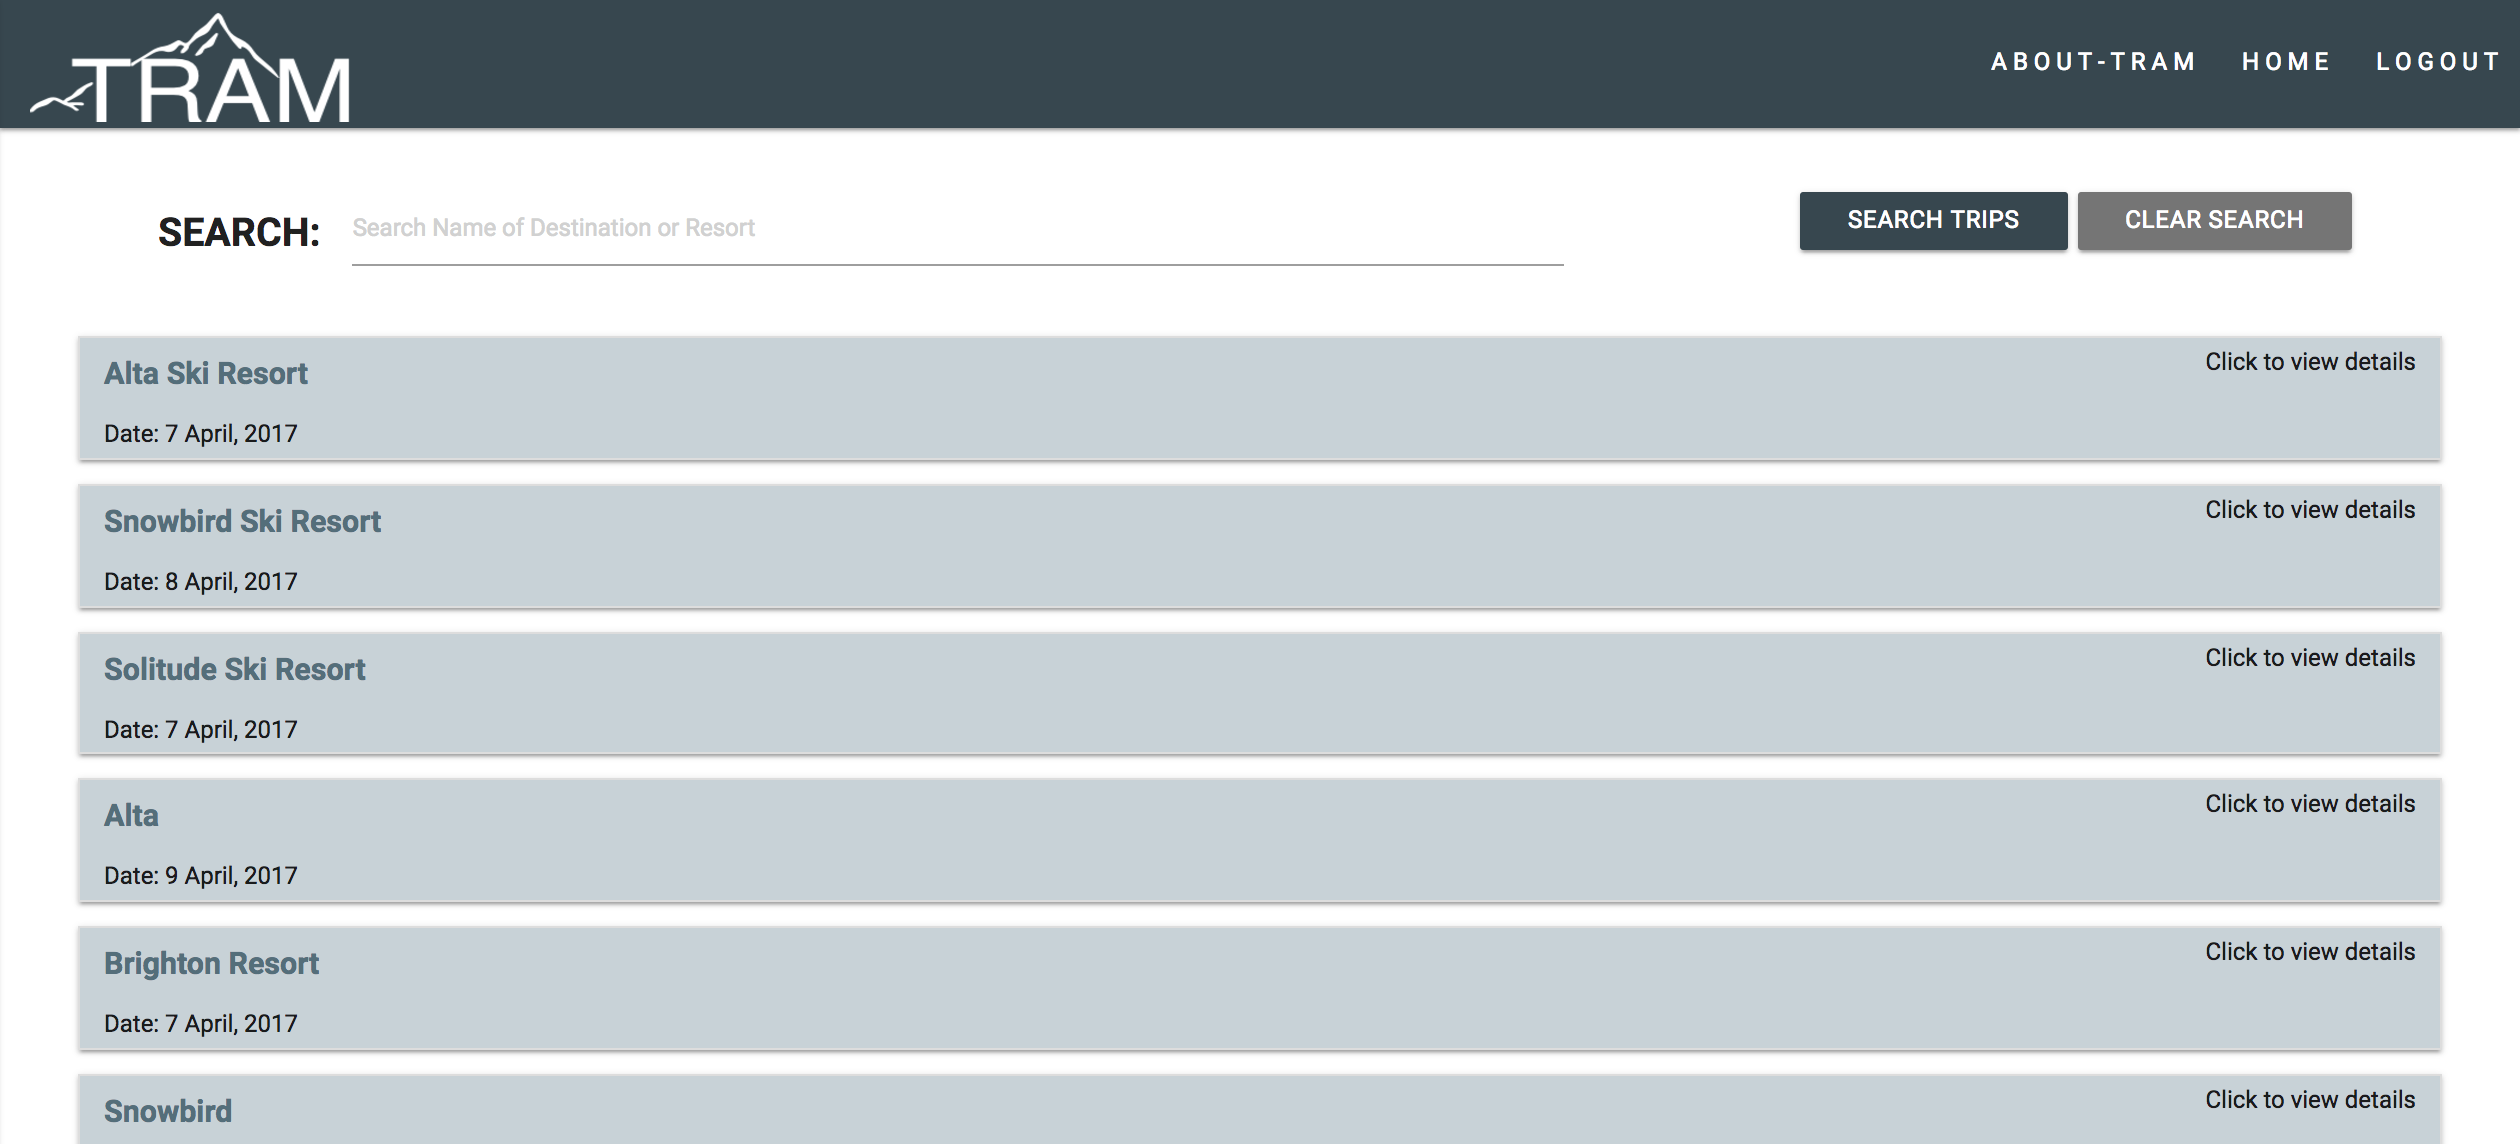 TRAM
ABOUT-TRAM HOME LOGOUT
SEARCH: Search Name of Destination or Resort SEARCH TRIPS CLEAR SEARCH
Alta Ski Resort Click to view details
Date: 7 April, 2017
Snowbird Ski Resort Click to view details
Date: 8 April, 2017
Solitude Ski Resort Click to view details
Date: 7 April, 2017
Alta Click to view details
Date: 9 April, 2017
Brighton Resort Click to view details
Date: 7 April, 2017
Snowbird Click to view details